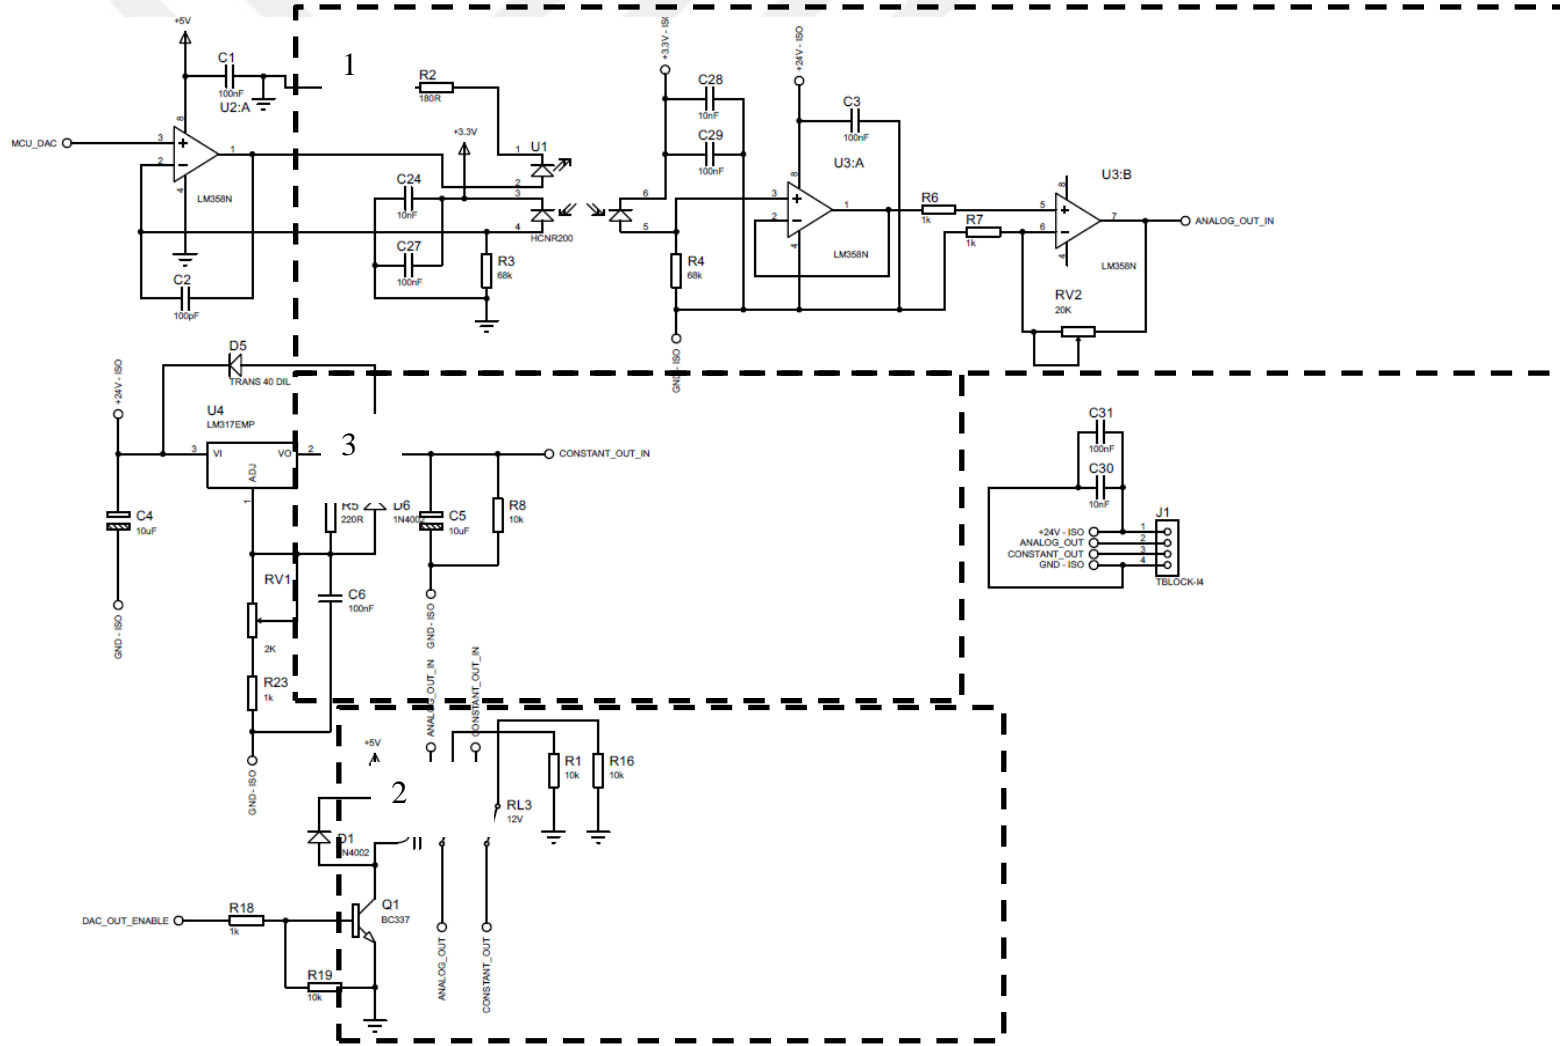 +5V
C1
100nF
U2:A
1
R2
180R
+3.3V - ISO
+24V - ISO
C28
10nF
C3
100nF
MCU_DAC
3
2
8
4
1
LM358N
+3.3V
U1
1
2
3
4
HCNR200
C24
10nF
C27
100nF
R3
68k
C2
100pF
C29
100nF
6
5
R4
68k
GND - ISO
U3:A
3
2
8
4
1
LM358N
R6
1k
R7
1k
U3:B
5
6
8
4
7
LM358N
ANALOG_OUT_IN
RV2
20K
D5
TRANS 40 DIL
+24V - ISO
U4
LM317EMP
3
VI
VO
2
ADJ
1
3
CONSTANT_OUT_IN
C4
10uF
GND - ISO
R5
220R
D6
1N4002
C5
10uF
R8
10k
RV1
2K
C6
100nF
GND - ISO
R23
1k
GND - ISO
C31
100nF
C30
10nF
J1
+24V - ISO
1
ANALOG_OUT
2
CONSTANT_OUT
3
GND - ISO
4
TBLOCK-I4
ANALOG_OUT_IN
CONSTANT_OUT_IN
+5V
2
R1
10k
R16
10k
RL3
12V
D1
1N4002
DAC_OUT_ENABLE
R18
1k
Q1
BC337
R19
10k
ANALOG_OUT
CONSTANT_OUT